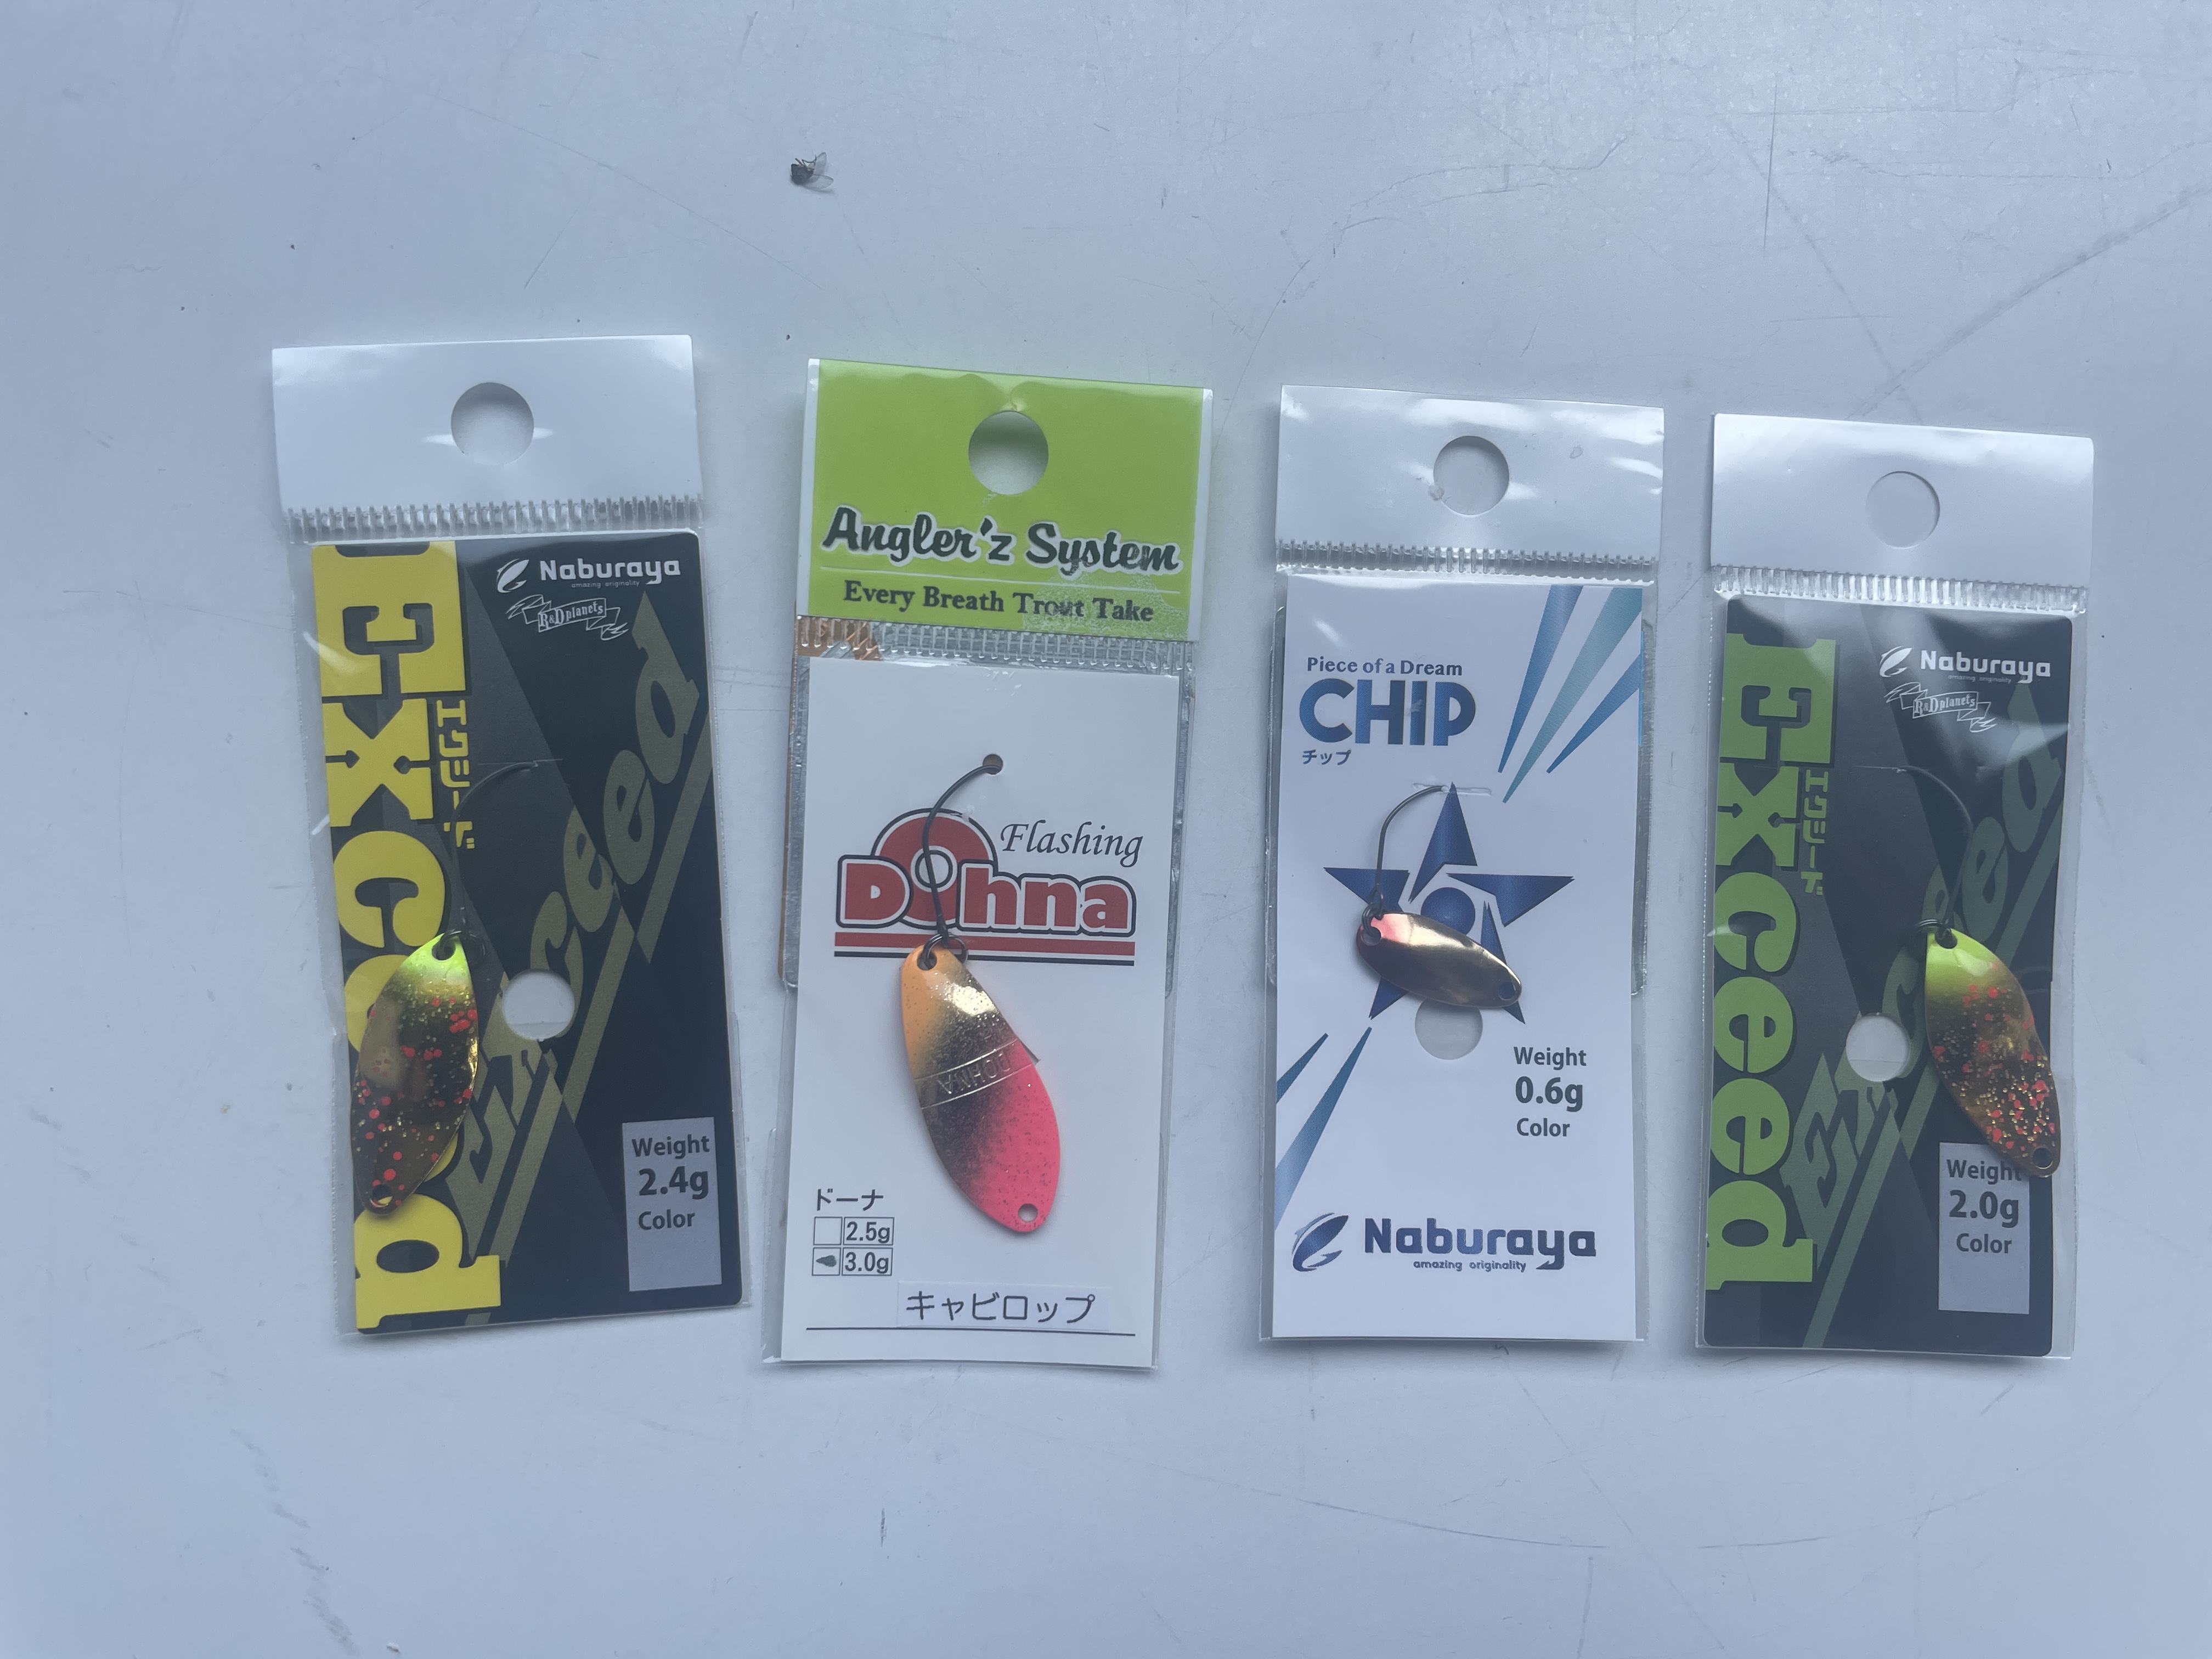 Naburaya
amazing originality
R&D planets
Exceed
エクシード
Exceed
Weight
2.4g
Color
Angler'z System
Every Breath Trout Take
Flashing
Dohna
DOHNA
ドーナ
2.5g
3.0g
キャビロップ
Piece of a Dream
CHIP
チップ
Weight
0.6g
Color
Naburaya
amazing originality
Naburaya
amazing originality
R&D planets
Exceed
エクシード
Exceed
Weight
2.0g
Color